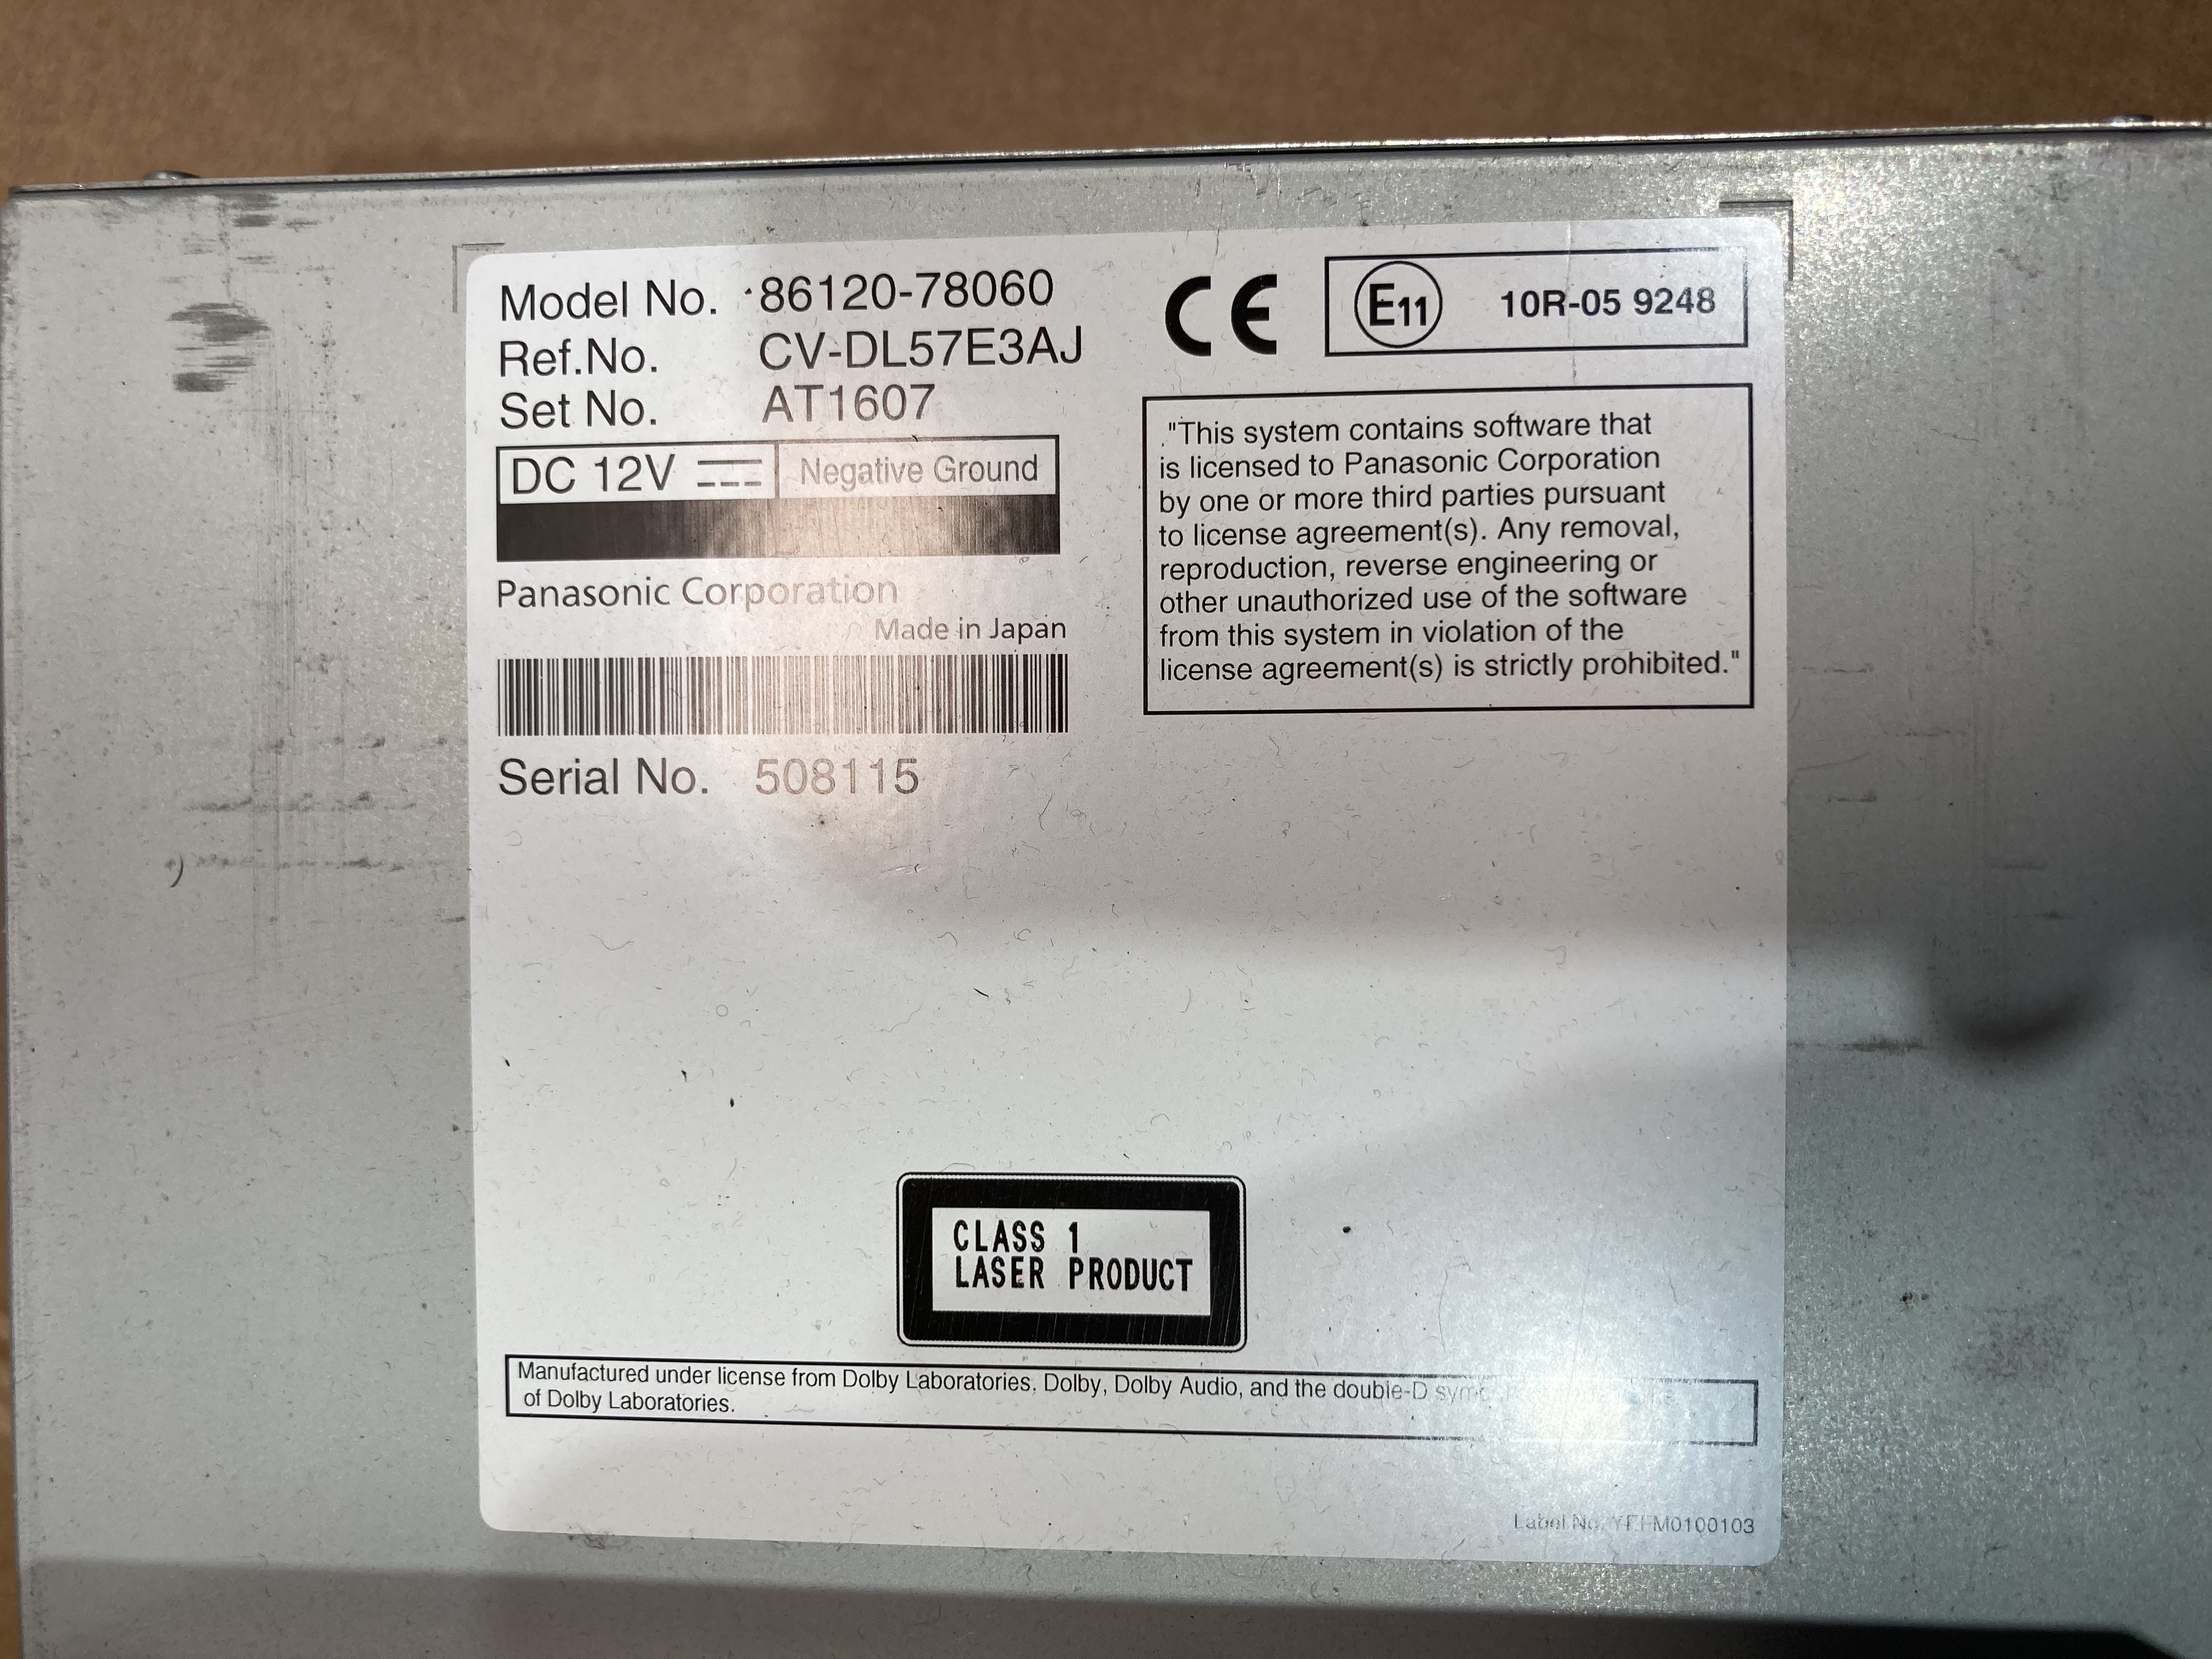 Model No. 86120-78060
Ref.No. CV-DL57E3AJ
Set No. AT1607
DC 12V Negative Ground
Panasonic Corporation
Made in Japan
Serial No. 508115
CE E11 10R-05 9248
"This system contains software that
is licensed to Panasonic Corporation
by one or more third parties pursuant
to license agreement(s). Any removal,
reproduction, reverse engineering or
other unauthorized use of the software
from this system in violation of the
license agreement(s) is strictly prohibited."
CLASS 1
LASER PRODUCT
Manufactured under license from Dolby Laboratories. Dolby, Dolby Audio, and the double-D
of Dolby Laboratories.
Label No.